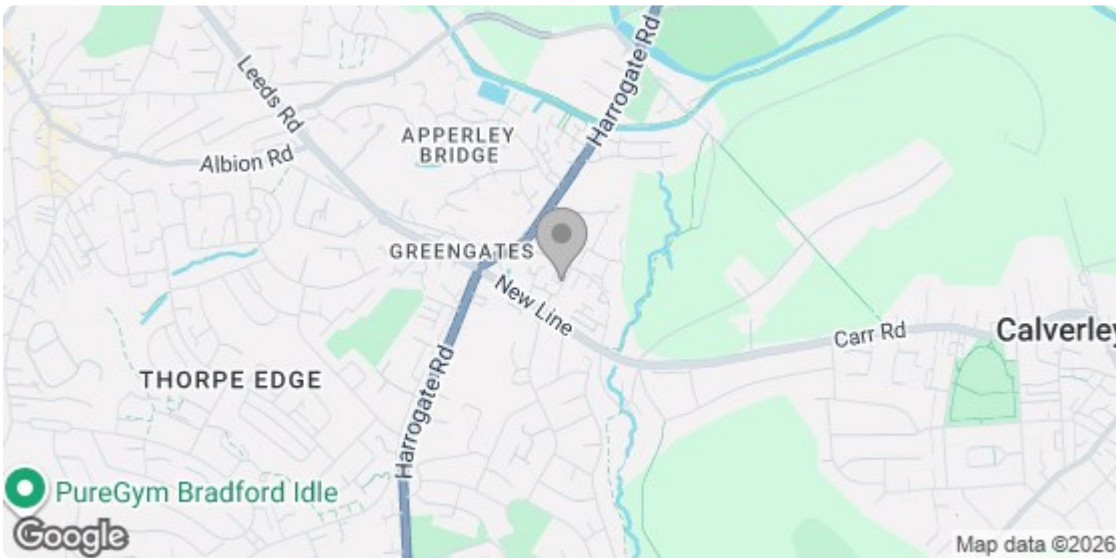 Leeds Rd
Harrogate Rd
APPERLEY
BRIDGE
Albion Rd
GREENGATES
New Line
Carr Rd
Calverley
THORPE EDGE
Harrogate Rd
PureGym Bradford Idle
Google
Map data ©2026